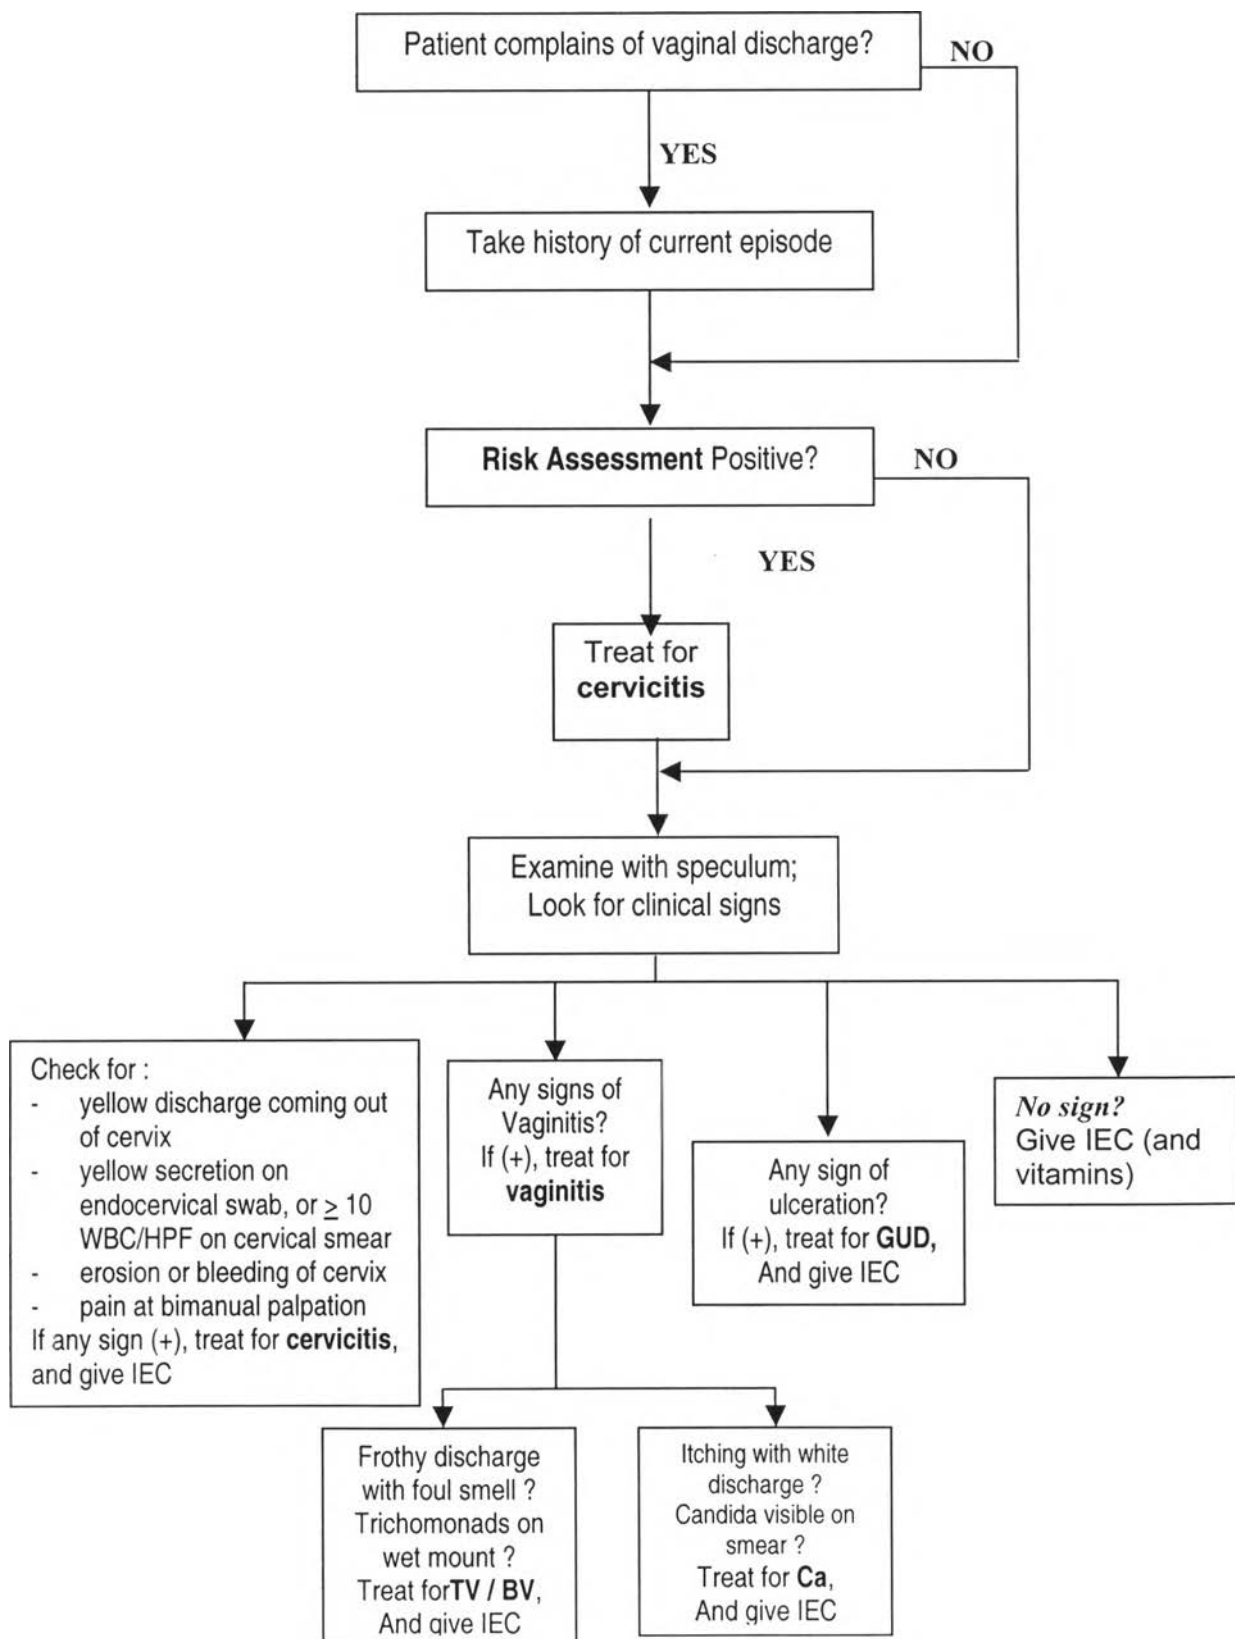 Patient complains of vaginal discharge?
NO
YES
Take history of current episode
Risk Assessment Positive?
NO
YES
Treat for
cervicitis
Examine with speculum;
Look for clinical signs
Check for :
- yellow discharge coming out
of cervix
- yellow secretion on
endocervical swab, or ≥ 10
WBC/HPF on cervical smear
- erosion or bleeding of cervix
- pain at bimanual palpation
If any sign (+), treat for cervicitis,
and give IEC
Any signs of
Vaginitis?
If (+), treat for
vaginitis
Any sign of
ulceration?
If (+), treat for GUD,
And give IEC
No sign?
Give IEC (and
vitamins)
Frothy discharge
with foul smell ?
Trichomonads on
wet mount ?
Treat forTV / BV,
And give IEC
Itching with white
discharge ?
Candida visible on
smear ?
Treat for Ca,
And give IEC